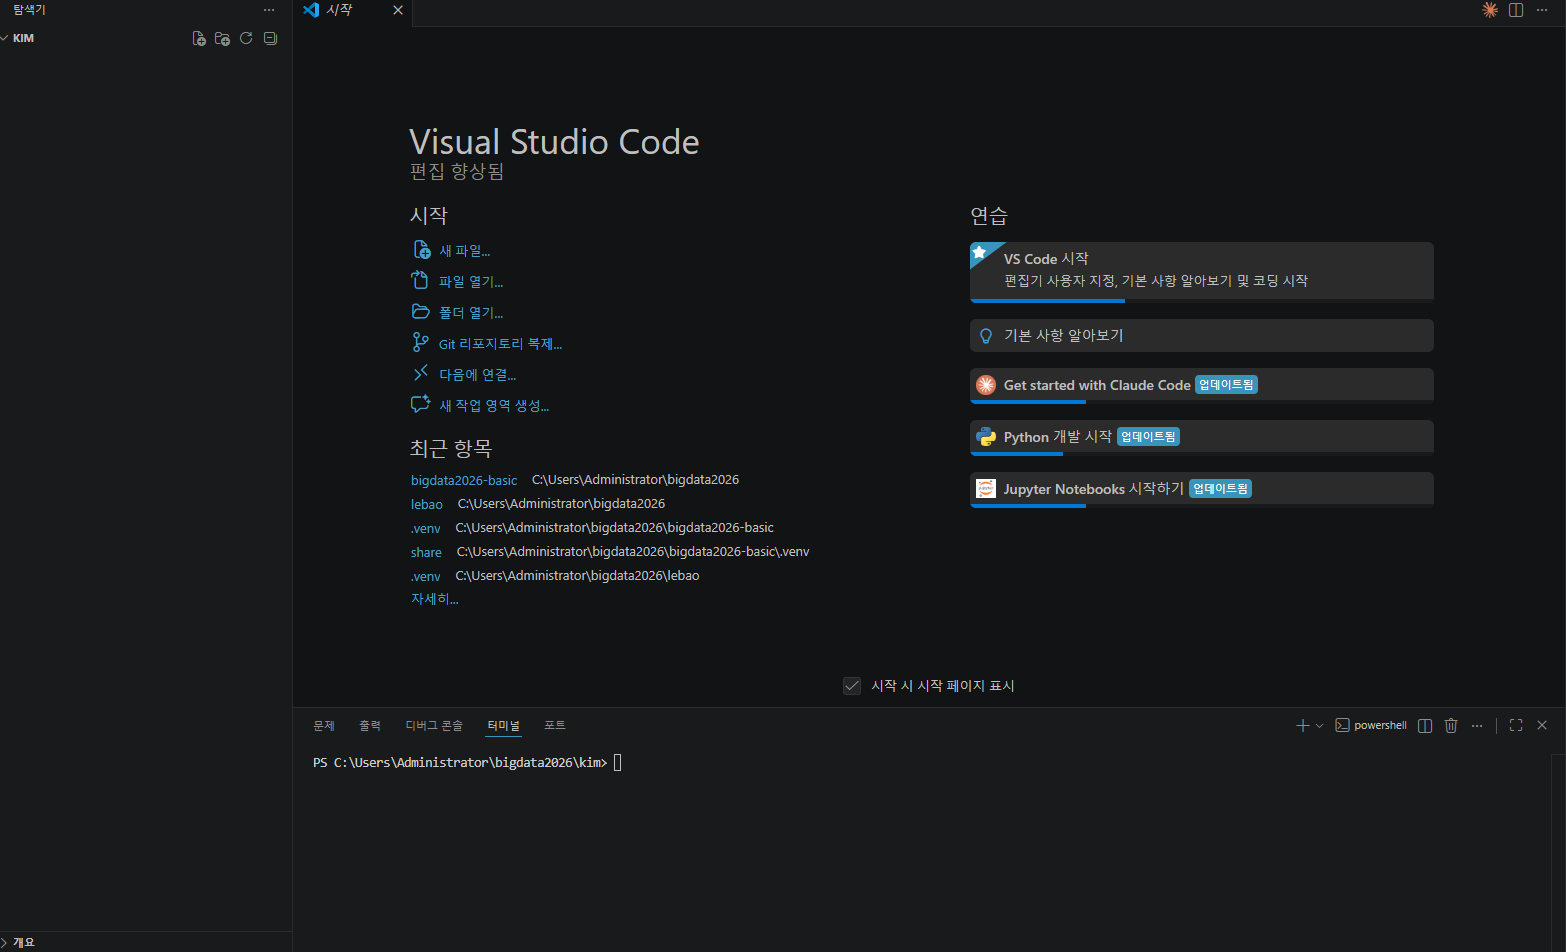 탐색기
시작
KIM
Visual Studio Code
편집 향상됨
시작
새 파일...
파일 열기...
폴더 열기...
Git 리포지토리 복제...
다음에 연결...
새 작업 영역 생성...
최근 항목
bigdata2026-basic C:\Users\Administrator\bigdata2026
lebao C:\Users\Administrator\bigdata2026
.venv C:\Users\Administrator\bigdata2026\bigdata2026-basic
share C:\Users\Administrator\bigdata2026\bigdata2026-basic\.venv
.venv C:\Users\Administrator\bigdata2026\lebao
자세히...
연습
VS Code 시작
편집기 사용자 지정, 기본 사항 알아보기 및 코딩 시작
기본 사항 알아보기
Get started with Claude Code 업데이트됨
Python 개발 시작 업데이트됨
Jupyter Notebooks 시작하기 업데이트됨
시작 시 시작 페이지 표시
문제 출력 디버그 콘솔 터미널 포트 powershell
PS C:\Users\Administrator\bigdata2026\kim>
개요